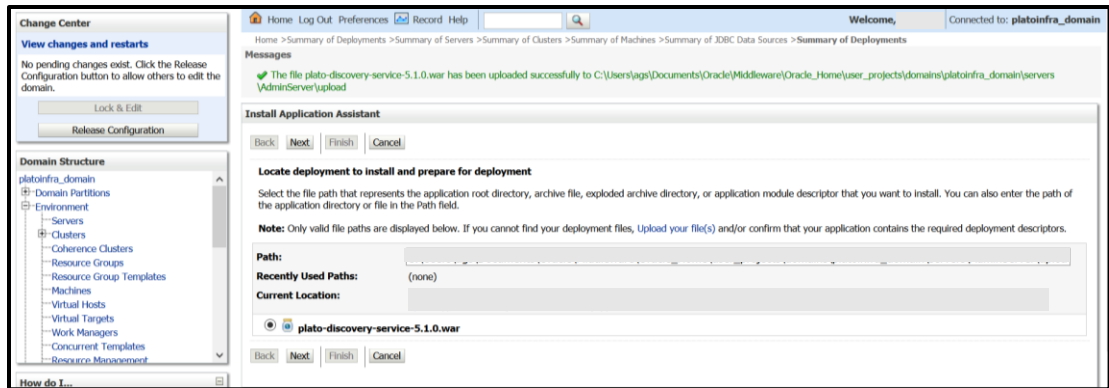 Change Center
View changes and restarts
No pending changes exist. Click the Release
Configuration button to allow others to edit the
domain.
Lock & Edit
Release Configuration
Domain Structure
platoinfra_domain
Domain Partitions
Environment
Servers
Clusters
Coherence Clusters
Resource Groups
Resource Group Templates
Machines
Virtual Hosts
Virtual Targets
Work Managers
Concurrent Templates
Resource Management
How do I...
Home Log Out Preferences Record Help
Welcome,
Connected to: platoinfra_domain
Home >Summary of Deployments >Summary of Servers >Summary of Clusters >Summary of Machines >Summary of JDBC Data Sources >Summary of Deployments
Messages
The file plato-discovery-service-5.1.0.war has been uploaded successfully to C:\Users\ags\Documents\Oracle\Middleware\Oracle_Home\user_projects\domains\platoinfra_domain\servers
\AdminServer\upload
Install Application Assistant
Back Next Finish Cancel
Locate deployment to install and prepare for deployment
Select the file path that represents the application root directory, archive file, exploded archive directory, or application module descriptor that you want to install. You can also enter the path of
the application directory or file in the Path field.
Note: Only valid file paths are displayed below. If you cannot find your deployment files, Upload your file(s) and/or confirm that your application contains the required deployment descriptors.
Path:
Recently Used Paths: (none)
Current Location:
plato-discovery-service-5.1.0.war
Back Next Finish Cancel